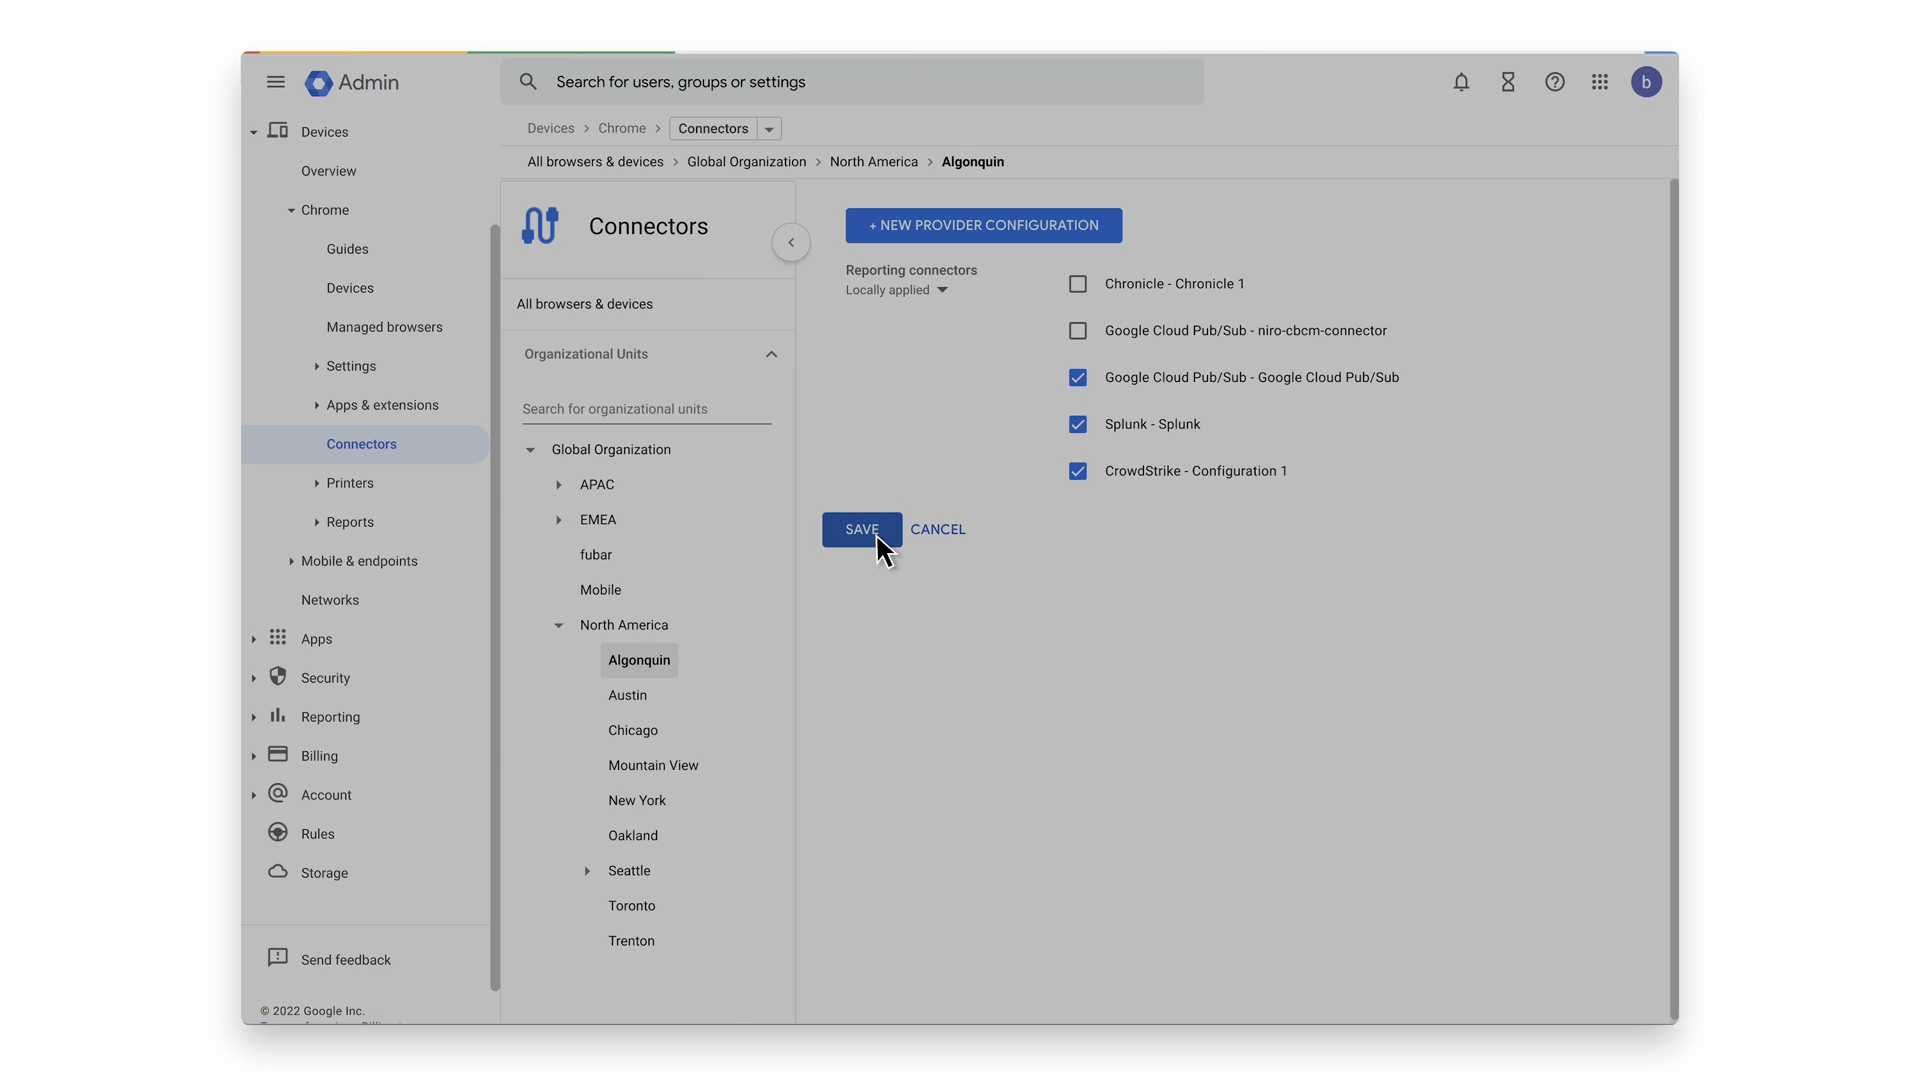 Admin
Search for users, groups or settings
b
Devices
Overview
Chrome
Guides
Devices
Managed browsers
Settings
Apps & extensions
Connectors
Printers
Reports
Mobile & endpoints
Networks
Apps
Security
Reporting
Billing
Account
Rules
Storage
Send feedback
© 2022 Google Inc.
Devices > Chrome > Connectors
All browsers & devices > Global Organization > North America > Algonquin
Connectors
All browsers & devices
Organizational Units
Search for organizational units
Global Organization
APAC
EMEA
fubar
Mobile
North America
Algonquin
Austin
Chicago
Mountain View
New York
Oakland
Seattle
Toronto
Trenton
+ NEW PROVIDER CONFIGURATION
Reporting connectors
Locally applied
Chronicle - Chronicle 1
Google Cloud Pub/Sub - niro-cbcm-connector
Google Cloud Pub/Sub - Google Cloud Pub/Sub
Splunk - Splunk
CrowdStrike - Configuration 1
SAVE CANCEL